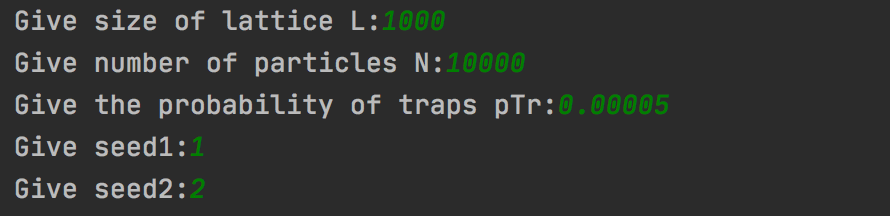 Give size of lattice L:1000
Give number of particles N:10000
Give the probability of traps pTr:0.00005
Give seed1:1
Give seed2:2